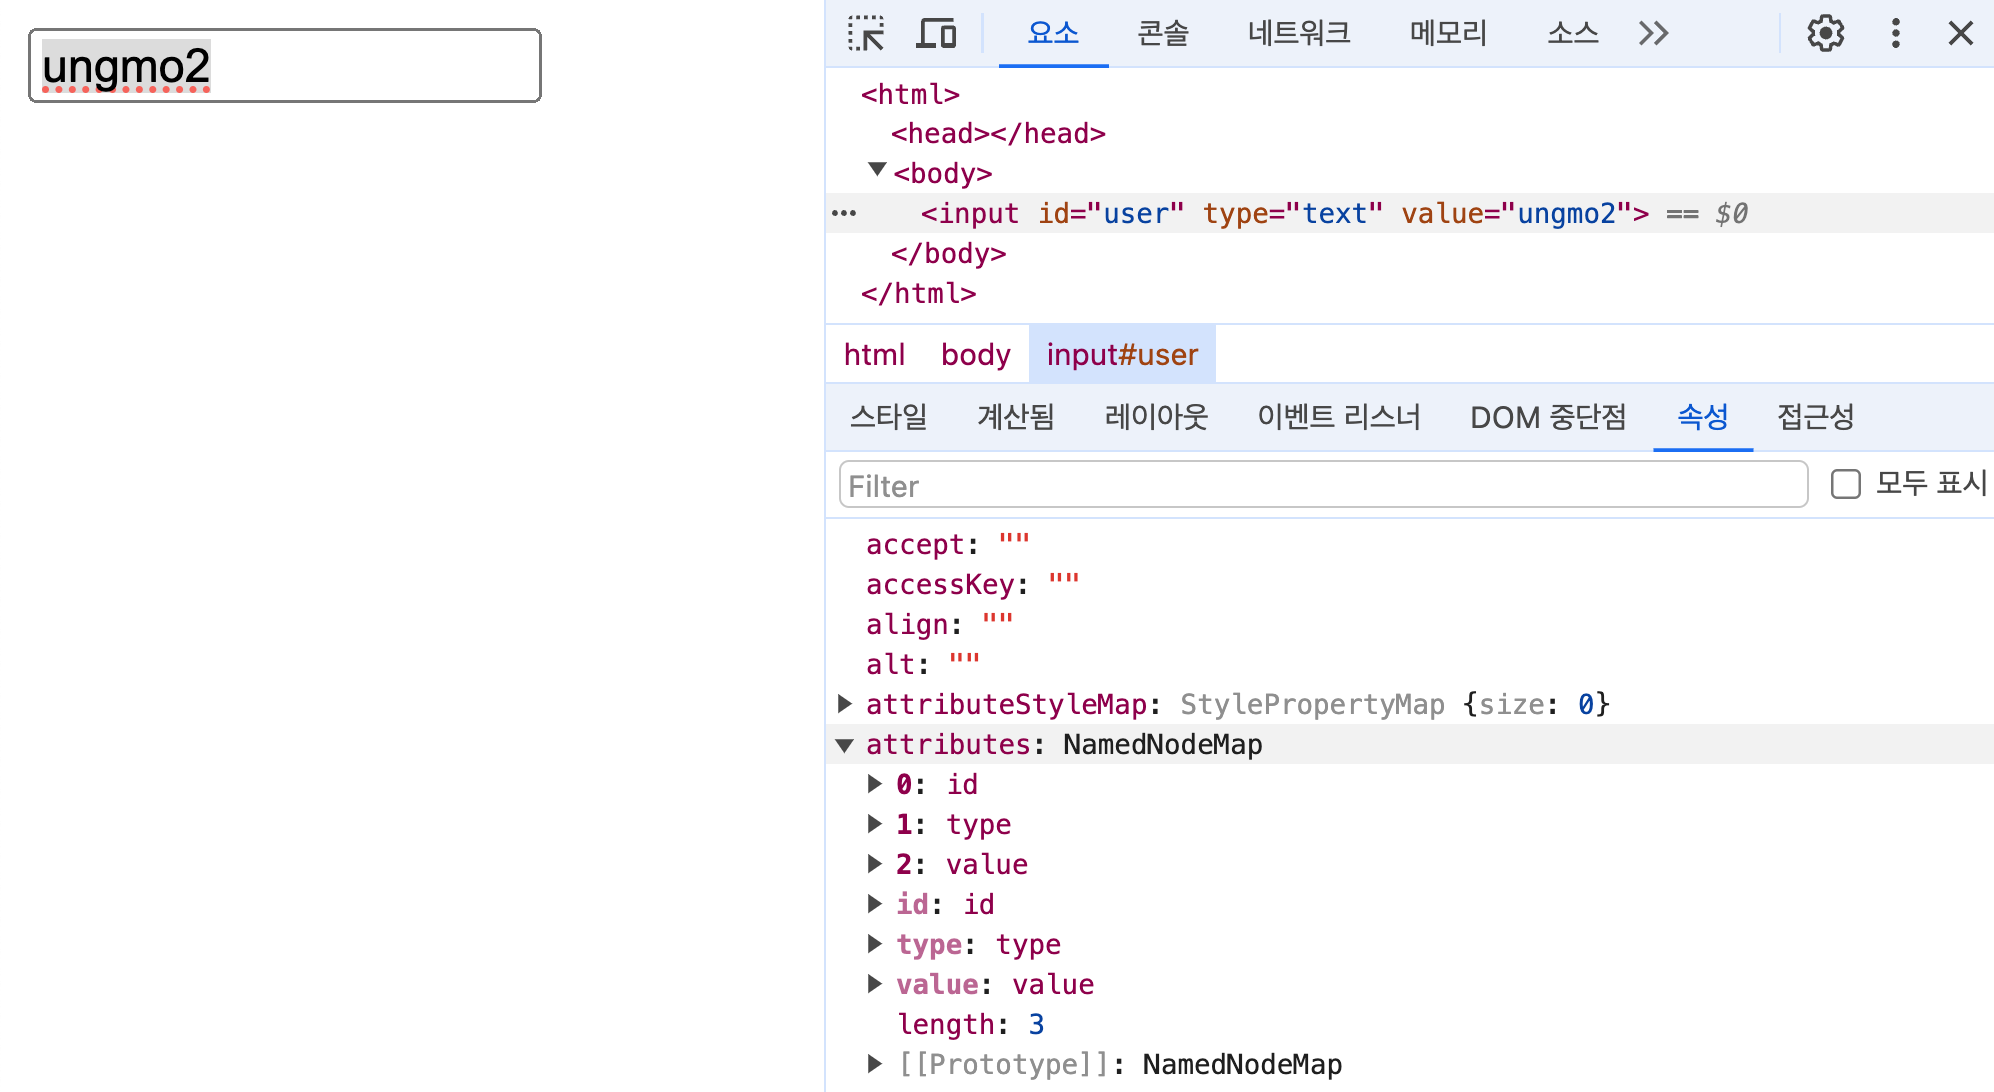 ungmo2
요소 콘솔 네트워크 메모리 소스
<html>
<head></head>
<body>
<input id="user" type="text" value="ungmo2"> == $0
</body>
</html>
html body input#user
스타일 계산됨 레이아웃 이벤트 리스너 DOM 중단점 속성 접근성
Filter 모두 표시
accept: ""
accessKey: ""
align: ""
alt: ""
attributeStyleMap: StylePropertyMap {size: 0}
attributes: NamedNodeMap
0: id
1: type
2: value
id: id
type: type
value: value
length: 3
[[Prototype]]: NamedNodeMap